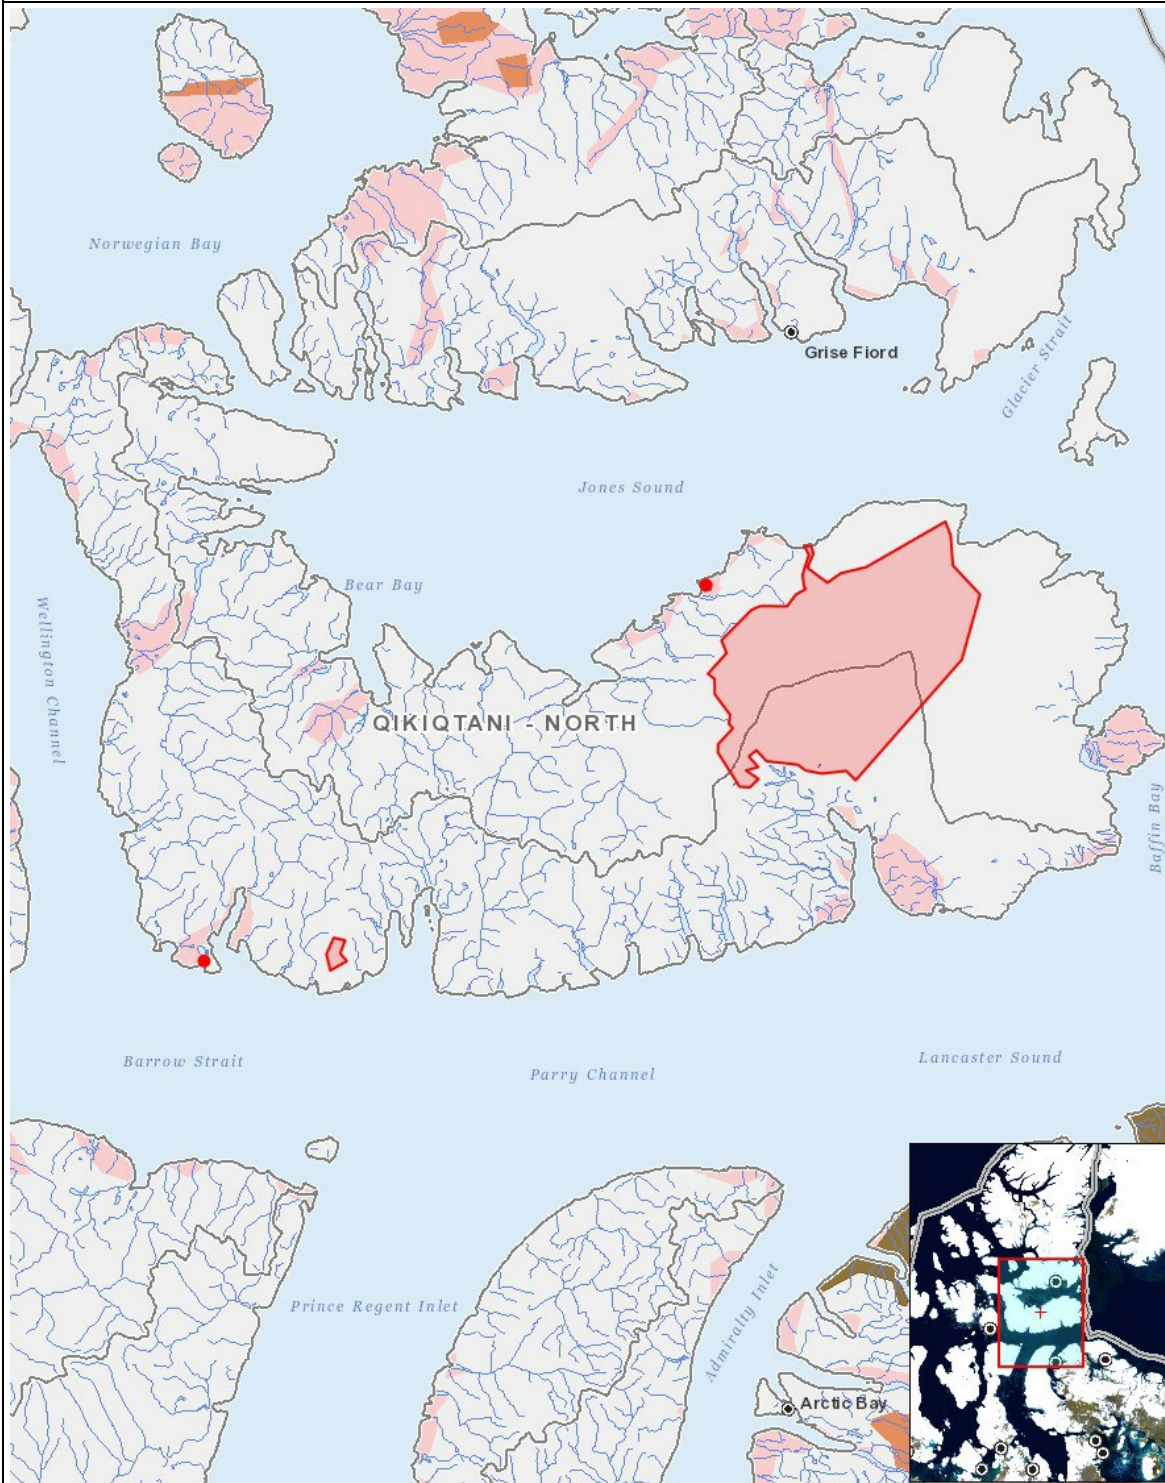 Norwegian Bay
Grise Fiord
Glacier Strait
Jones Sound
Bear Bay
Wellington Channel
QIKIQTANI - NORTH
Baffin Bay
Barrow Strait
Lancaster Sound
Parry Channel
Prince Regent Inlet
Admiralty Inlet
Arctic Bay